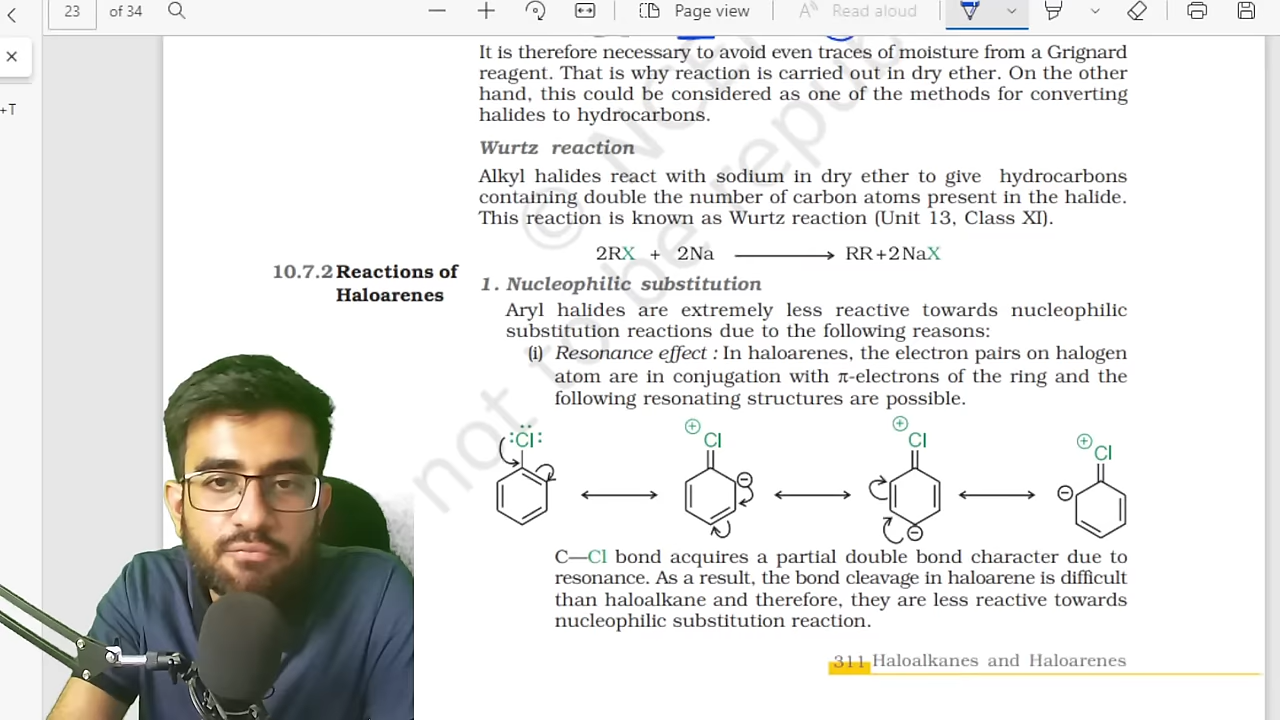 23 of 34 Page view Read aloud
+T
It is therefore necessary to avoid even traces of moisture from a Grignard
reagent. That is why reaction is carried out in dry ether. On the other
hand, this could be considered as one of the methods for converting
halides to hydrocarbons.
Wurtz reaction
Alkyl halides react with sodium in dry ether to give hydrocarbons
containing double the number of carbon atoms present in the halide.
This reaction is known as Wurtz reaction (Unit 13, Class XI).
2RX + 2Na ⟶ RR+2NaX
10.7.2 Reactions of
Haloarenes
1. Nucleophilic substitution
Aryl halides are extremely less reactive towards nucleophilic
substitution reactions due to the following reasons:
(i) Resonance effect : In haloarenes, the electron pairs on halogen
atom are in conjugation with π-electrons of the ring and the
following resonating structures are possible.
:Cl: ⊕ Cl ⊕ Cl ⊕ Cl
⊖ ⊖ ⊖
C—Cl bond acquires a partial double bond character due to
resonance. As a result, the bond cleavage in haloarene is difficult
than haloalkane and therefore, they are less reactive towards
nucleophilic substitution reaction.
311 Haloalkanes and Haloarenes
© NCE
not to be repu